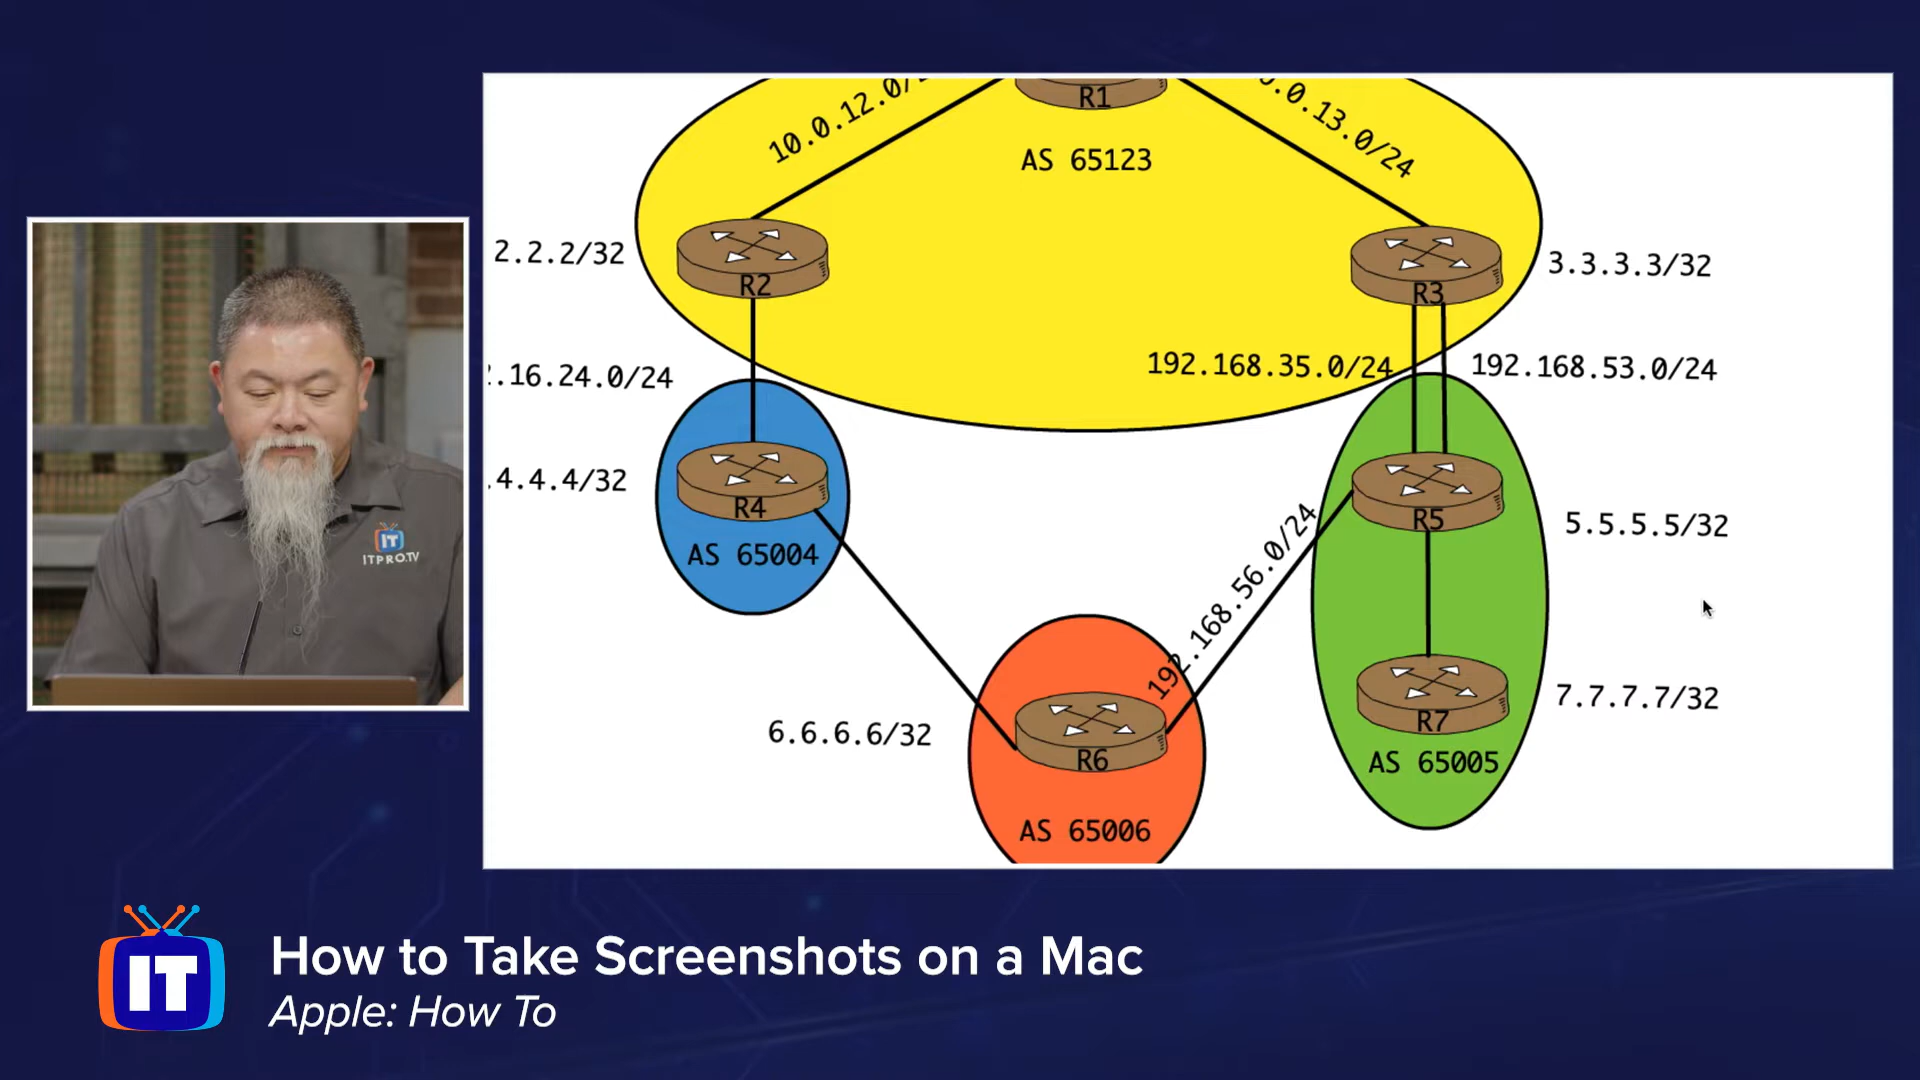 R1
10.0.12.0/
.0.13.0/24
AS 65123
2.2.2/32
R2
R3
3.3.3.3/32
192.168.35.0/24
192.168.53.0/24
.16.24.0/24
.4.4.4/32
R4
AS 65004
R5
5.5.5.5/32
192.168.56.0/24
6.6.6.6/32
R6
AS 65006
R7
7.7.7.7/32
AS 65005
IT
ITPRO.TV
IT
How to Take Screenshots on a Mac
Apple: How To